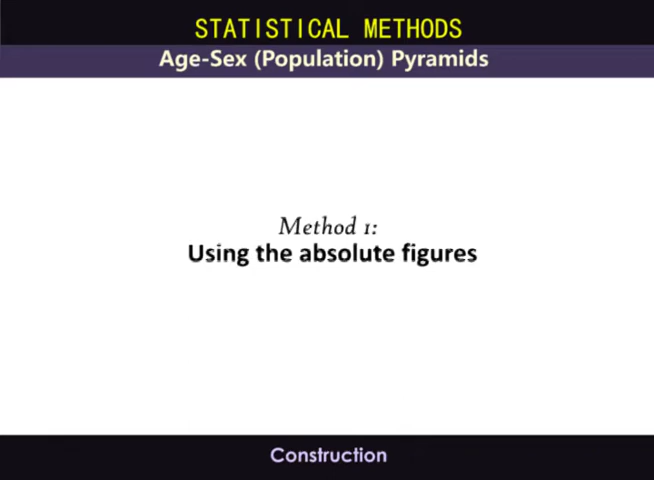 STATISTICAL METHODS
Age-Sex (Population) Pyramids
Method 1:
Using the absolute figures
Construction